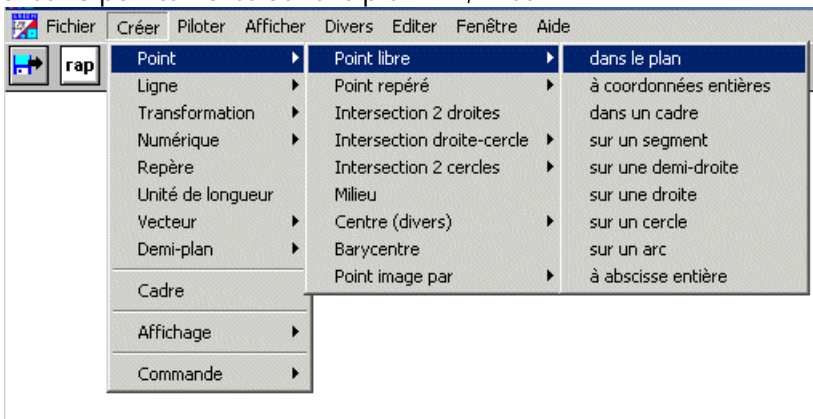 Fichier Créer Piloter Afficher Divers Editer Fenêtre Aide
rap
Point
Ligne
Transformation
Numérique
Repère
Unité de longueur
Vecteur
Demi-plan
Cadre
Affichage
Commande
Point libre
Point repéré
Intersection 2 droites
Intersection droite-cercle
Intersection 2 cercles
Milieu
Centre (divers)
Barycentre
Point image par
dans le plan
à coordonnées entières
dans un cadre
sur un segment
sur une demi-droite
sur une droite
sur un cercle
sur un arc
à abscisse entière